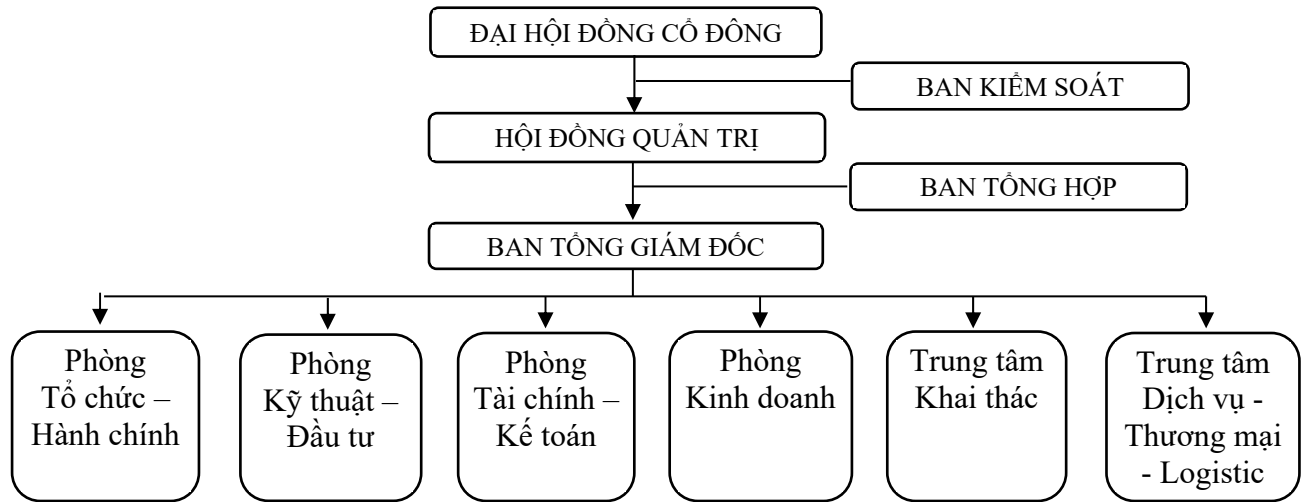 ĐẠI HỘI ĐỒNG CỔ ĐÔNG
BAN KIỂM SOÁT
HỘI ĐỒNG QUẢN TRỊ
BAN TỔNG HỢP
BAN TỔNG GIÁM ĐỐC
Phòng
Tổ chức –
Hành chính
Phòng
Kỹ thuật –
Đầu tư
Phòng
Tài chính –
Kế toán
Phòng
Kinh doanh
Trung tâm
Khai thác
Trung tâm
Dịch vụ -
Thương mại
- Logistic